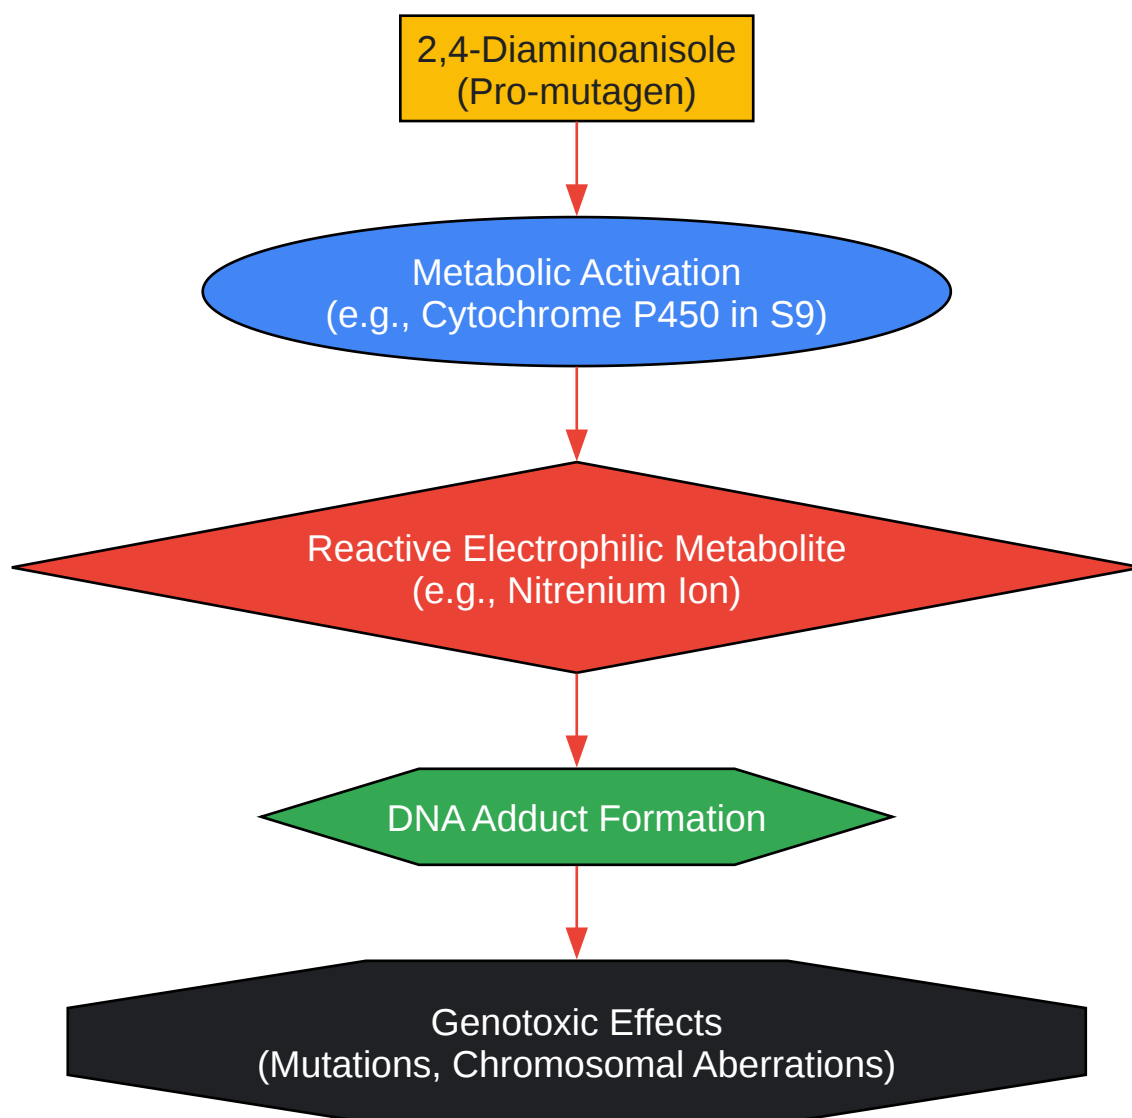 2,4-Diaminoanisole
(Pro-mutagen)
Metabolic Activation
(e.g., Cytochrome P450 in S9)
Reactive Electrophilic Metabolite
(e.g., Nitrenium Ion)
DNA Adduct Formation
Genotoxic Effects
(Mutations, Chromosomal Aberrations)